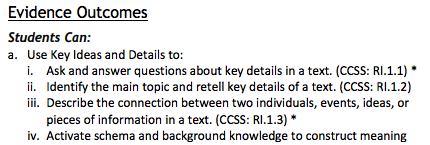 Evidence Outcomes
Students Can:
a. Use Key Ideas and Details to:
i. Ask and answer questions about key details in a text. (CCSS: RI.1.1) *
ii. Identify the main topic and retell key details of a text. (CCSS: RI.1.2)
iii. Describe the connection between two individuals, events, ideas, or
pieces of information in a text. (CCSS: RI.1.3) *
iv. Activate schema and background knowledge to construct meaning